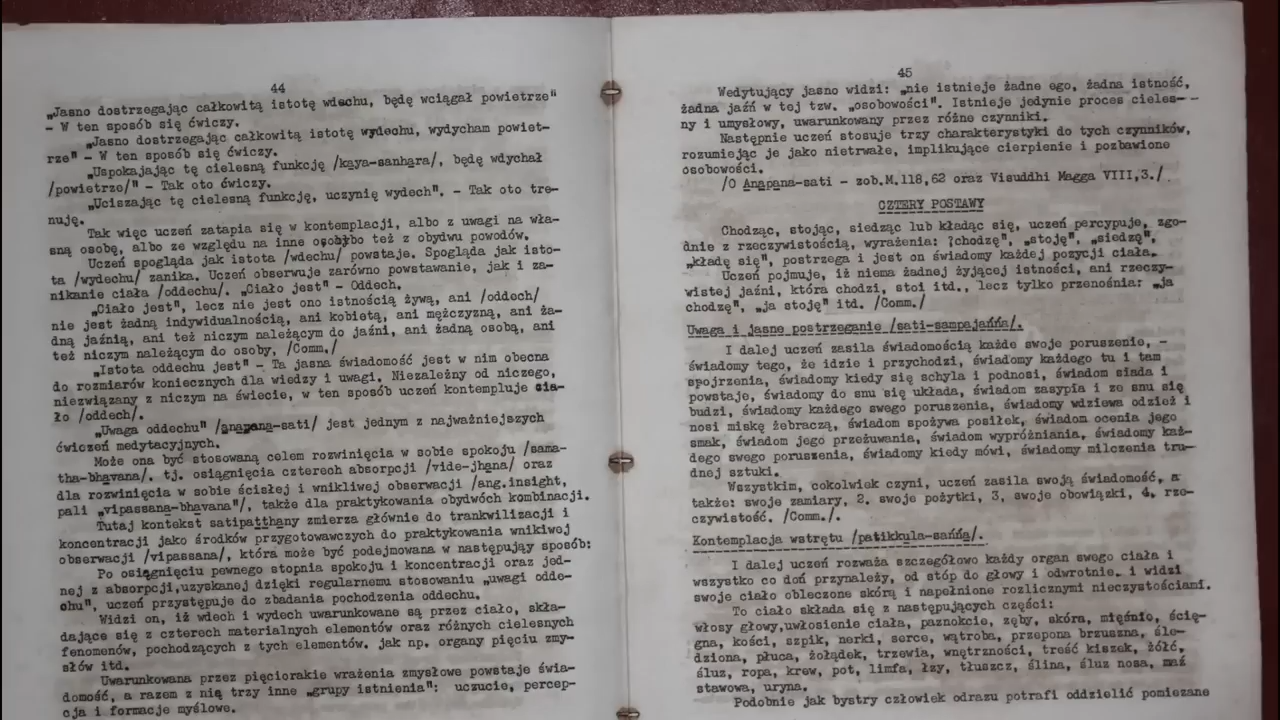 44
„Jasno dostrzegając całkowitą istotę wdechu, będę wciągał powietrze"
- W ten sposób się ćwiczy.
„Jasno dostrzegając całkowitą istotę wydechu, wydycham powiet-
rze" - W ten sposób się ćwiczy.
„Uspokajając tę cielesną funkcję /kaya-sanhara/, będę wdychał
/powietrze/" - Tak oto ćwiczy.
„Uciszając tę cielesną funkcję, uczynię wydech". - Tak oto tre-
nuję.
Tak więc uczeń zatapia się w kontemplacji, albo z uwagi na wła-
sną osobę, albo ze względu na inne też z obydwu powodów.
Uczeń spogląda jak istota /wdechu/ powstaje. Spogląda jak isto-
ta /wydechu/ zanika. Uczeń obserwuje zarówno powstawanie, jak i za-
nikanie ciała /oddechu/. „Ciało jest" - Oddech.
„Ciało jest", lecz nie jest ono istnością żywą, ani /oddech/
nie jest żadną indywidualnością, ani kobietą, ani mężczyzną, ani ża-
dną jaźnią, ani też niczym należącym do jaźni, ani żadną osobą, ani
też niczym należącym do osoby, /Comm./
„Istota oddechu jest" - Ta jasna świadomość jest w nim obecna
do rozmiarów koniecznych dla wiedzy i uwagi. Niezależny od niczego,
niezwiązany z niczym na świecie, w ten sposób uczeń kontempluje cia-
ło /oddech/.
„Uwaga oddechu" /anapana-sati/ jest jednym z najważniejszych
ćwiczeń medytacyjnych.
Może ona być stosowaną celem rozwinięcia w sobie spokoju /sama-
tha-bhavana/. tj. osiągnięcia czterech absorpcji /vide-jhana/ oraz
dla rozwinięcia w sobie ścisłej i wnikliwej obserwacji /ang.insight,
pali „vipassana-bhavana"/, także dla praktykowania obydwóch kombinacji.
Tutaj kontekst satipatthany zmierza głównie do trankwilizacji i
koncentracji jako środków przygotowawczych do praktykowania wnikiwej
obserwacji /vipassana/, która może być podejmowana w następująy sposób:
Po osiągnięciu pewnego stopnia spokoju i koncentracji oraz jed-
nej z absorpcji,uzyskanej dzięki regularnemu stosowaniu „uwagi odde-
chu", uczeń przystępuje do zbadania pochodzenia oddechu.
Widzi on, iż wdech i wydech uwarunkowane są przez ciało, skła-
dające się z czterech materialnych elementów oraz różnych cielesnych
fenomenów, pochodzących z tych elementów. jak np. organy pięciu zmy-
słów itd.
Uwarunkowana przez pięciorakie wrażenia zmysłowe powstaje świa-
domość, a razem z nią trzy inne „grupy istnienia": uczucie, percep-
cja i formacje myślowe.
45
Wedytujący jasno widzi: „nie istnieje żadne ego, żadna istność,
żadna jaźń w tej tzw. „osobowości". Istnieje jedynie proces cieles-
ny i umysłowy, uwarunkowany przez różne czynniki.
Następnie uczeń stosuje trzy charakterystyki do tych czynników,
rozumiejąc je jako nietrwałe, implikujące cierpienie i pozbawione
osobowości.
/O Anapana-sati - zob.M.118,62 oraz Visuddhi Magga VIII,3./
CZTERY POSTAWY
Chodząc, stojąc, siedząc lub kładąc się, uczeń percypuje, zgo-
dnie z rzeczywistością, wyrażenia: ?chodzę", „stoję", „siedzę",
„kładę się", postrzega i jest on świadomy każdej pozycji ciała.
Uczeń pojmuje, iż niema żadnej żyjącej istności, ani rzeczy-
wistej jaźni, która chodzi, stoi itd., lecz tylko przenośnia: „ja
chodzę", „ja stoję" itd. /Comm./
Uwaga i jasne postrzeganie /sati-sampajañña/.
I dalej uczeń zasila świadomością każde swoje poruszenie, -
świadomy tego, że idzie i przychodzi, świadomy każdego tu i tam
spojrzenia, świadomy kiedy się schyla i podnosi, świadom siada i
powstaje, świadomy do snu się układa, świadom zasypia i ze snu się
budzi, świadomy każdego swego poruszenia, świadomy wdziewa odzież i
nosi miskę żebraczą, świadom spożywa posiłek, świadom ocenia jego
smak, świadom jego przeżuwania, świadom wypróżniania, świadomy każ-
dego swego poruszenia, świadomy kiedy mówi, świadomy milczenia tru-
dnej sztuki.
Wszystkim, cokolwiek czyni, uczeń zasila swoją świadomość, a
także: swoje zamiary, 2. swoje pożytki, 3. swoje obowiązki, 4. rze-
czywistość. /Comm./.
Kontemplacja wstrętu /patikkula-sañña/.
I dalej uczeń rozważa szczegółowo każdy organ swego ciała i
wszystko co doń przynależy, od stóp do głowy i odwrotnie. i widzi
swoje ciało obleczone skórą i napełnione rozlicznymi nieczystościami.
To ciało składa się z następujących części:
włosy głowy,uwłosienie ciała, paznokcie, zęby, skóra, mięśnie, ścię-
gna, kości, szpik, nerki, serce, wątroba, przepona brzuszna, śle-
dziona, płuca, żołądek, trzewia, wnętrzności, treść kiszek, żółć,
śluz, ropa, krew, pot, limfa, łzy, tłuszcz, ślina, śluz nosa, maź
stawowa, uryna.
Podobnie jak bystry człowiek odrazu potrafi oddzielić pomiezane